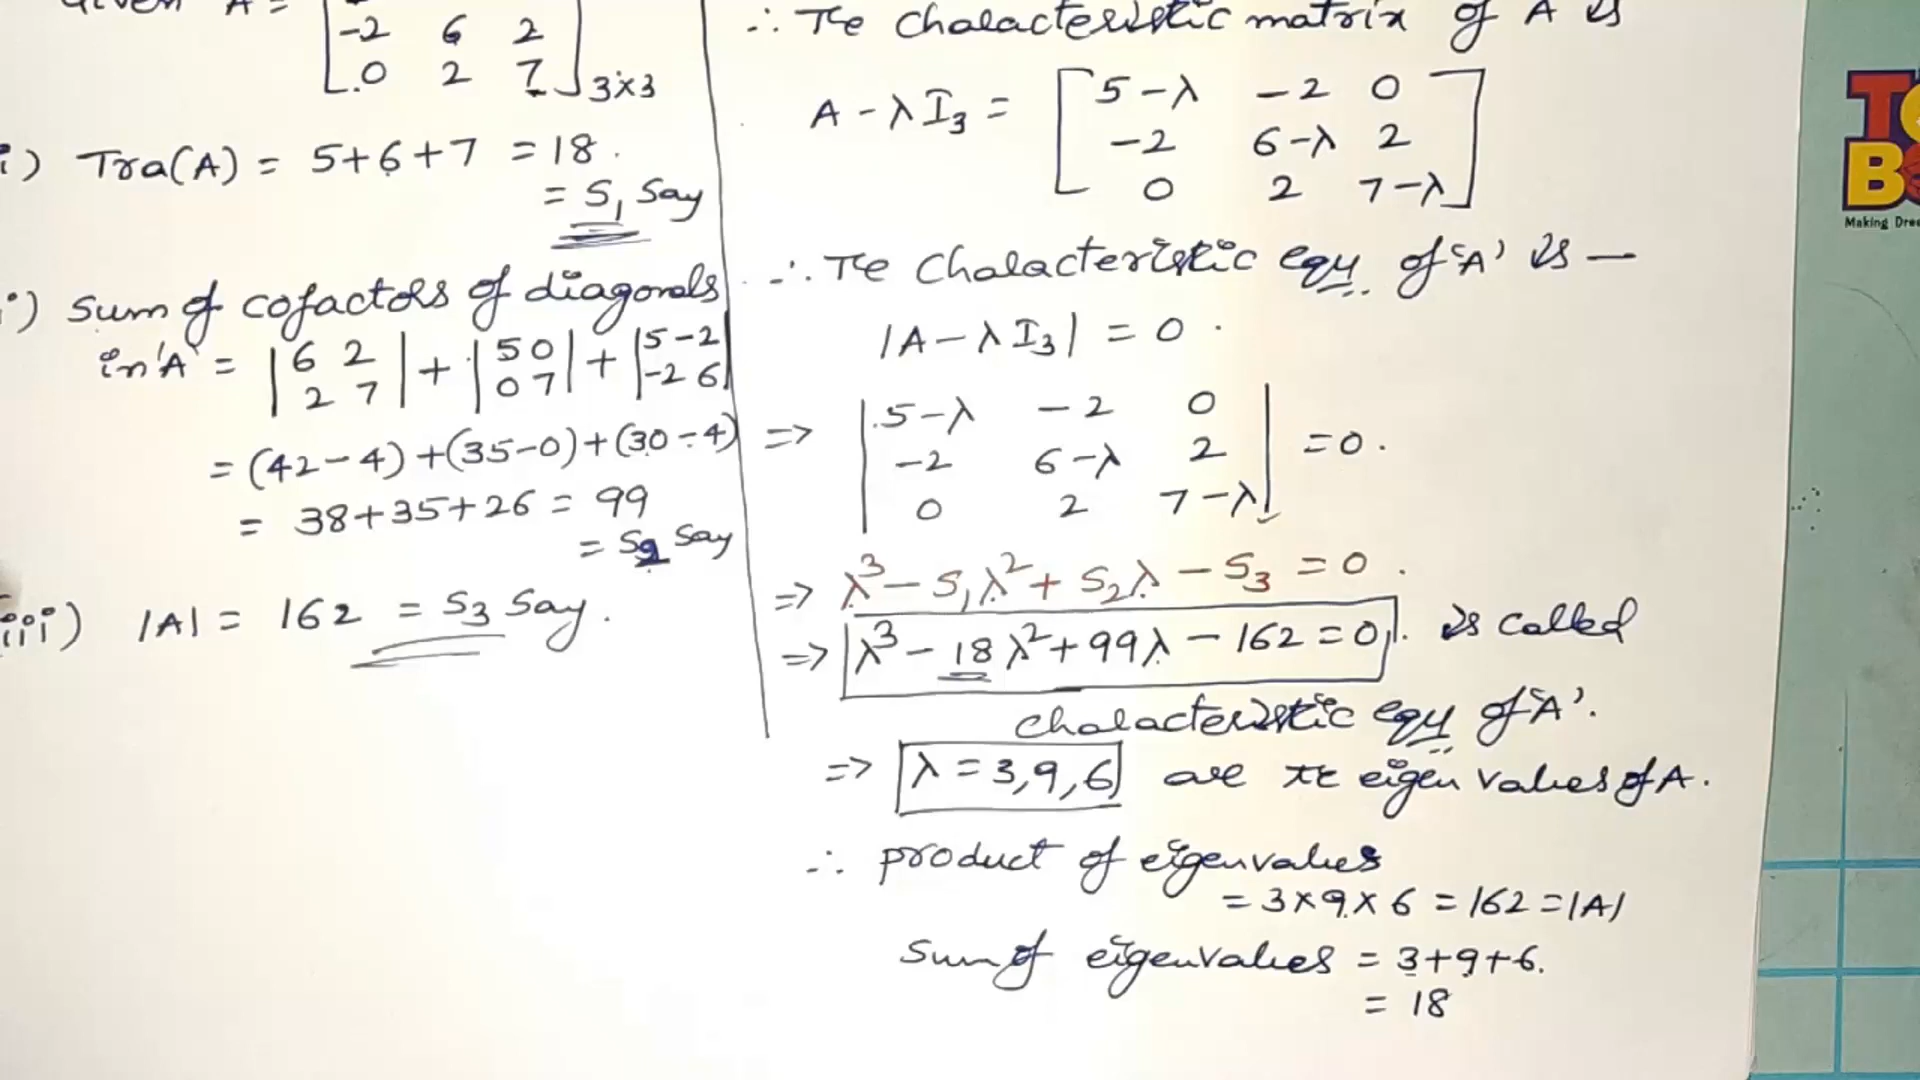 Given A =
-2 6 2
0 2 7 3×3
i) Tra(A) = 5+6+7 = 18.
= S₁ Say
) Sum of cofactors of diagonals
in 'A' = |6 2| + |5 0| + |5 -2|
|2 7| |0 7| |-2 6|
= (42-4) + (35-0) + (30-4)
= 38+35+26 = 99
= S₂ Say
iii) |A| = 162 = S₃ Say.
∴ The Characteristic matrix of A is
A - λI₃ = [5-λ -2 0
-2 6-λ 2
0 2 7-λ]
∴ The Characteristic eqy. of 'A' is —
|A - λI₃| = 0.
=> |5-λ -2 0
-2 6-λ 2| = 0.
0 2 7-λ
=> λ³ - S₁λ² + S₂λ - S₃ = 0.
=> λ³ - 18λ² + 99λ - 162 = 0. is called
characteristic eqy of 'A'.
=> λ = 3,9,6 are the eigen values of A.
∴ product of eigenvalues
= 3×9×6 = 162 = |A|
Sum of eigenvalues = 3+9+6.
= 18
Making Drea